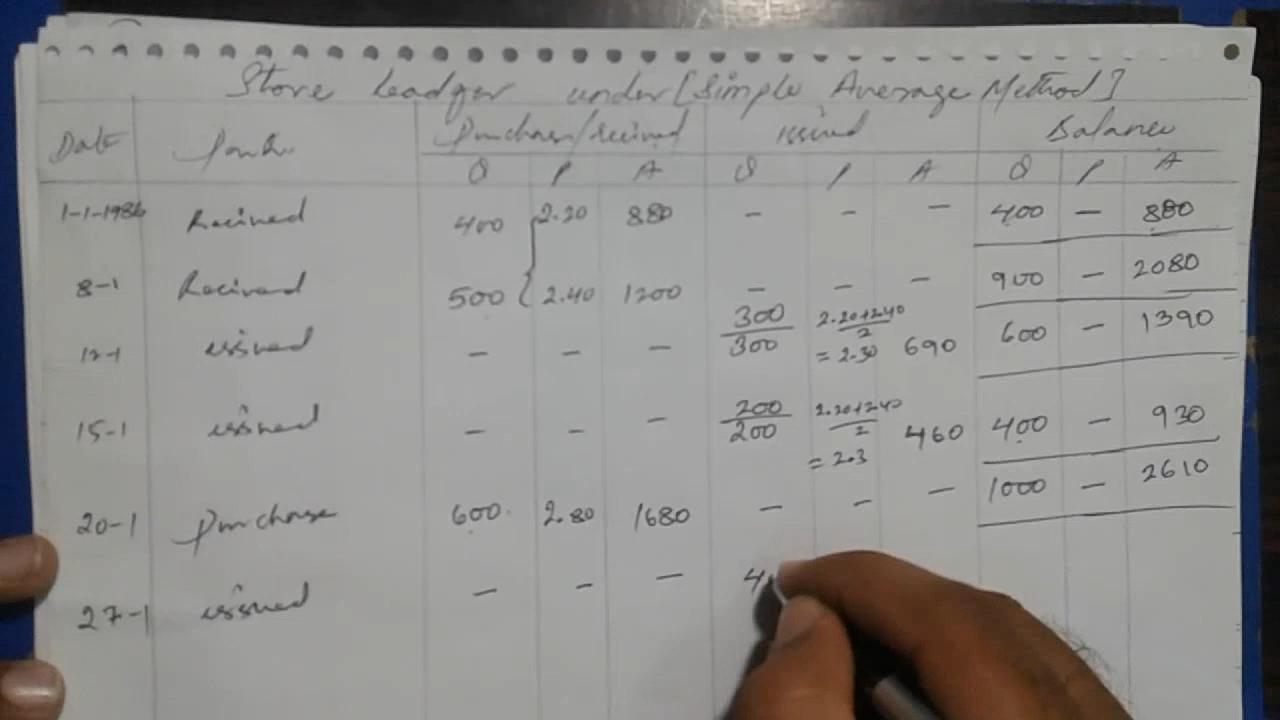 Store Leadger under [Simple Average Method]
Date Purchase/received issued Balance
Q P A Q P A Q P A
1-1-1986 Received 400 2.20 880 - - - 400 - 880
8-1 Received 500 2.40 1200 - - - 900 - 2080
12-1 issued - - - 300/300 2.20+2.40/2 = 2.30 690 600 - 1390
15-1 issued - - - 200/200 2.20+2.40/2 = 2.3 460 400 - 930
20-1 purchase 600 2.80 1680 - - - 1000 - 2610
27-1 issued - - - 4